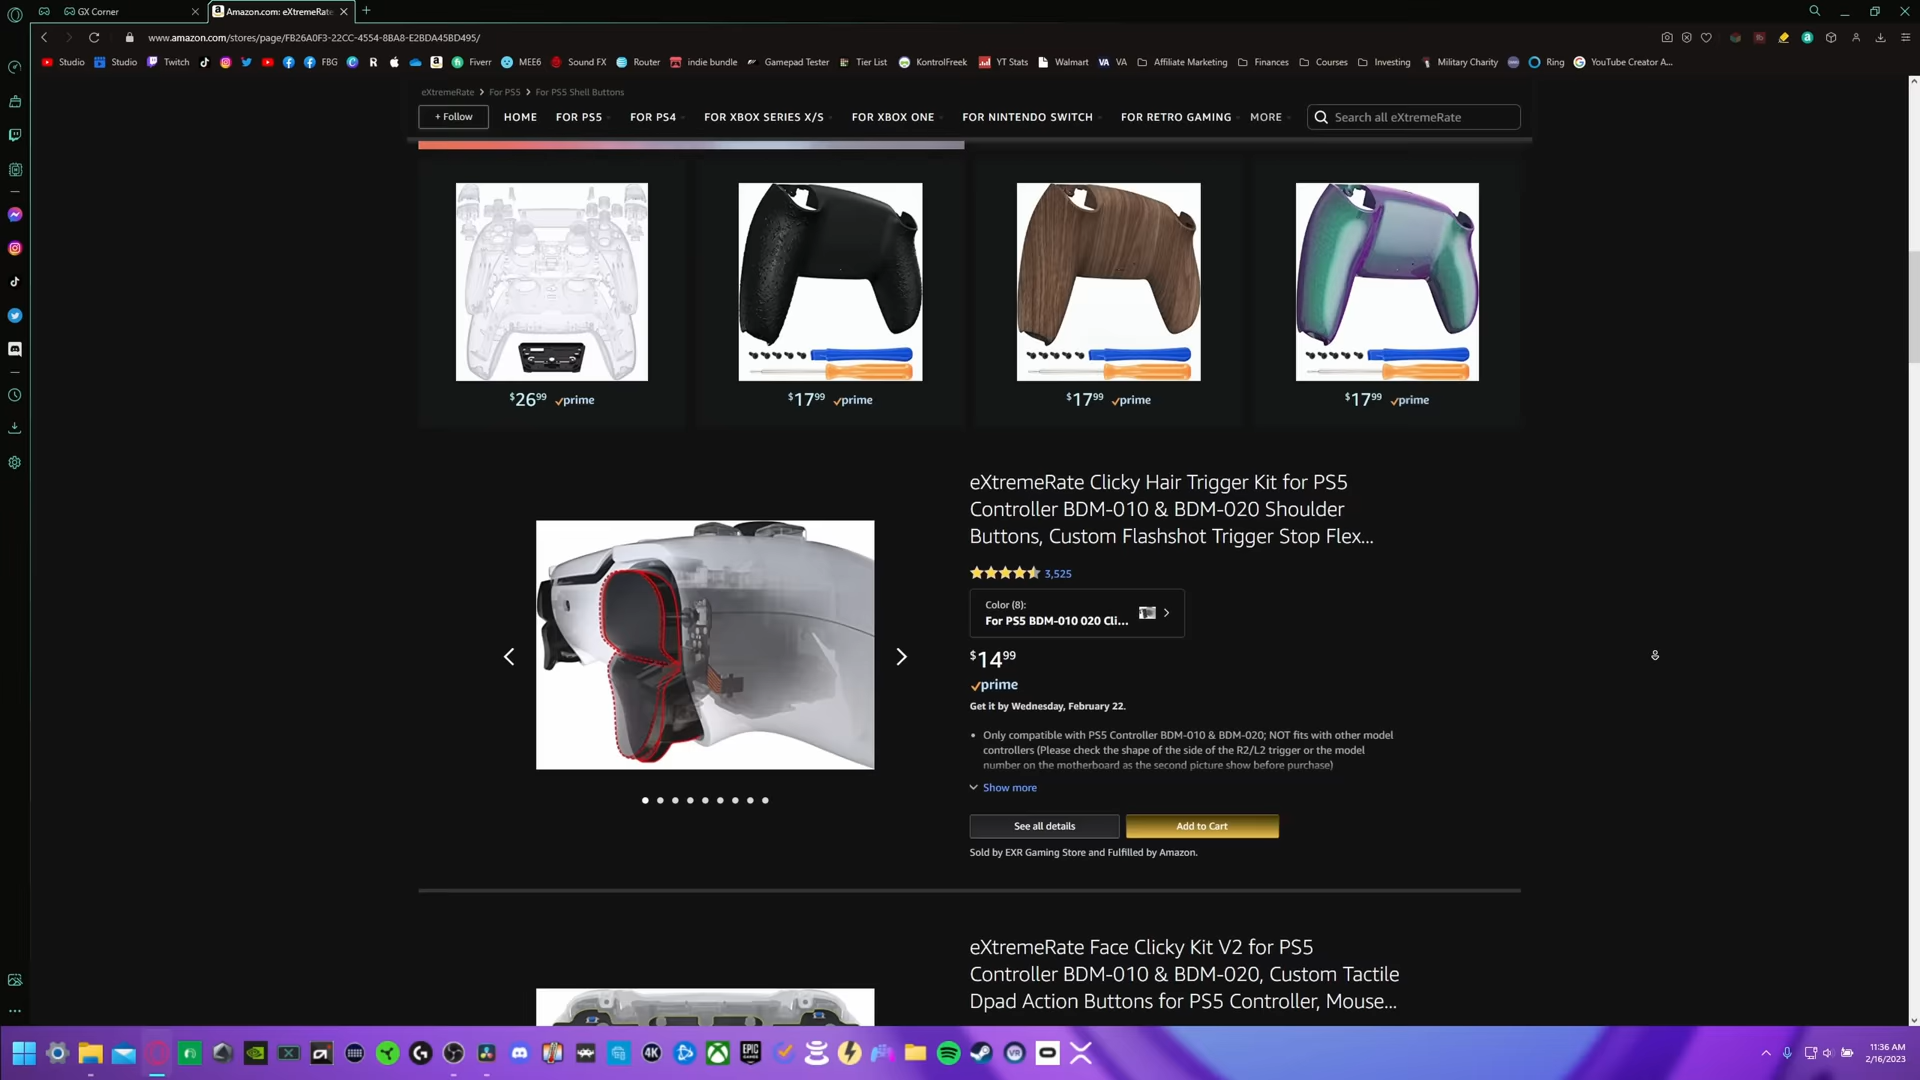 GX Corner
Amazon.com: eXtremeRate
www.amazon.com/stores/page/FB26A0F3-22CC-4554-8BA8-E2BDA45BD495/
Studio Studio Twitch FBG Fiverr MEE6 Sound FX Router indie bundle Gamepad Tester Tier List KontrolFreek YT Stats Walmart VA VA Affiliate Marketing Finances Courses Investing Military Charity Ring YouTube Creator A...
eXtremeRate > For PS5 > For PS5 Shell Buttons
+ Follow HOME FOR PS5 FOR PS4 FOR XBOX SERIES X/S FOR XBOX ONE FOR NINTENDO SWITCH FOR RETRO GAMING MORE Search all eXtremeRate
$26.99 prime $17.99 prime $17.99 prime $17.99 prime
eXtremeRate Clicky Hair Trigger Kit for PS5
Controller BDM-010 & BDM-020 Shoulder
Buttons, Custom Flashshot Trigger Stop Flex...
3,525
Color (8):
For PS5 BDM-010 020 Cli...
$14.99
prime
Get it by Wednesday, February 22.
• Only compatible with PS5 Controller BDM-010 & BDM-020; NOT fits with other model
controllers (Please check the shape of the side of the R2/L2 trigger or the model
number on the motherboard as the second picture show before purchase)
Show more
See all details Add to Cart
Sold by EXR Gaming Store and Fulfilled by Amazon.
eXtremeRate Face Clicky Kit V2 for PS5
Controller BDM-010 & BDM-020, Custom Tactile
Dpad Action Buttons for PS5 Controller, Mouse...
4K EPIC GAMES VR
11:36 AM
2/16/2023